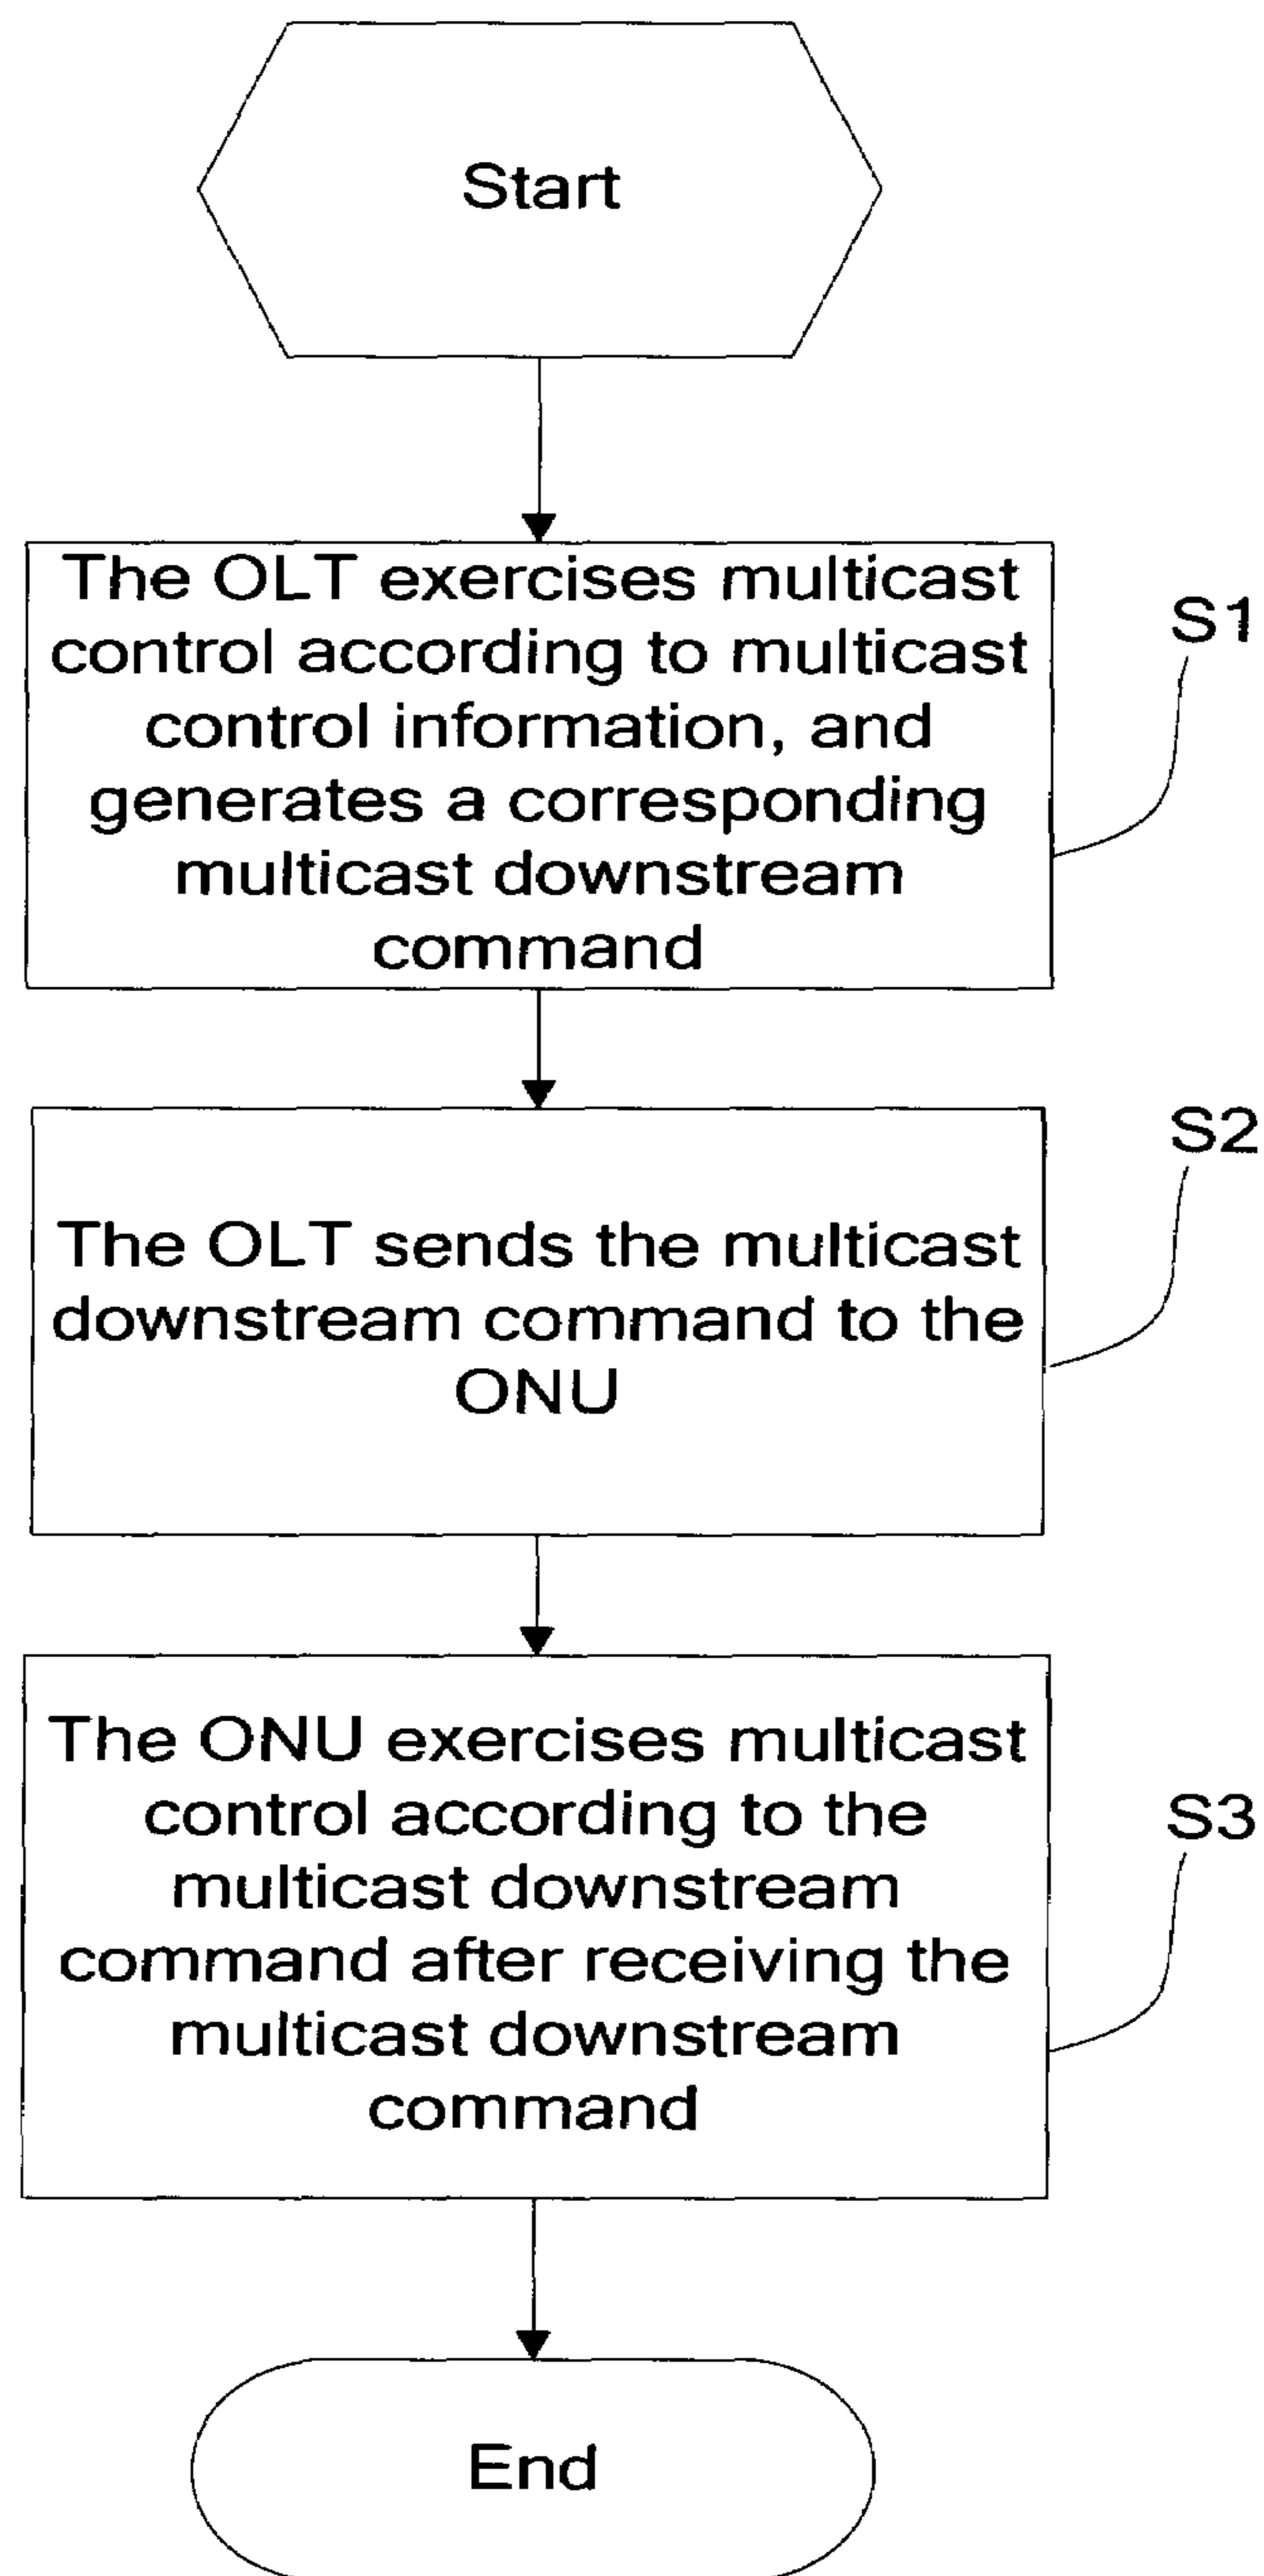 Start
The OLT exercises multicast
control according to multicast
control information, and
generates a corresponding
multicast downstream
command
S1
The OLT sends the multicast
downstream command to the
ONU
S2
The ONU exercises multicast
control according to the
multicast downstream
command after receiving the
multicast downstream
command
S3
End